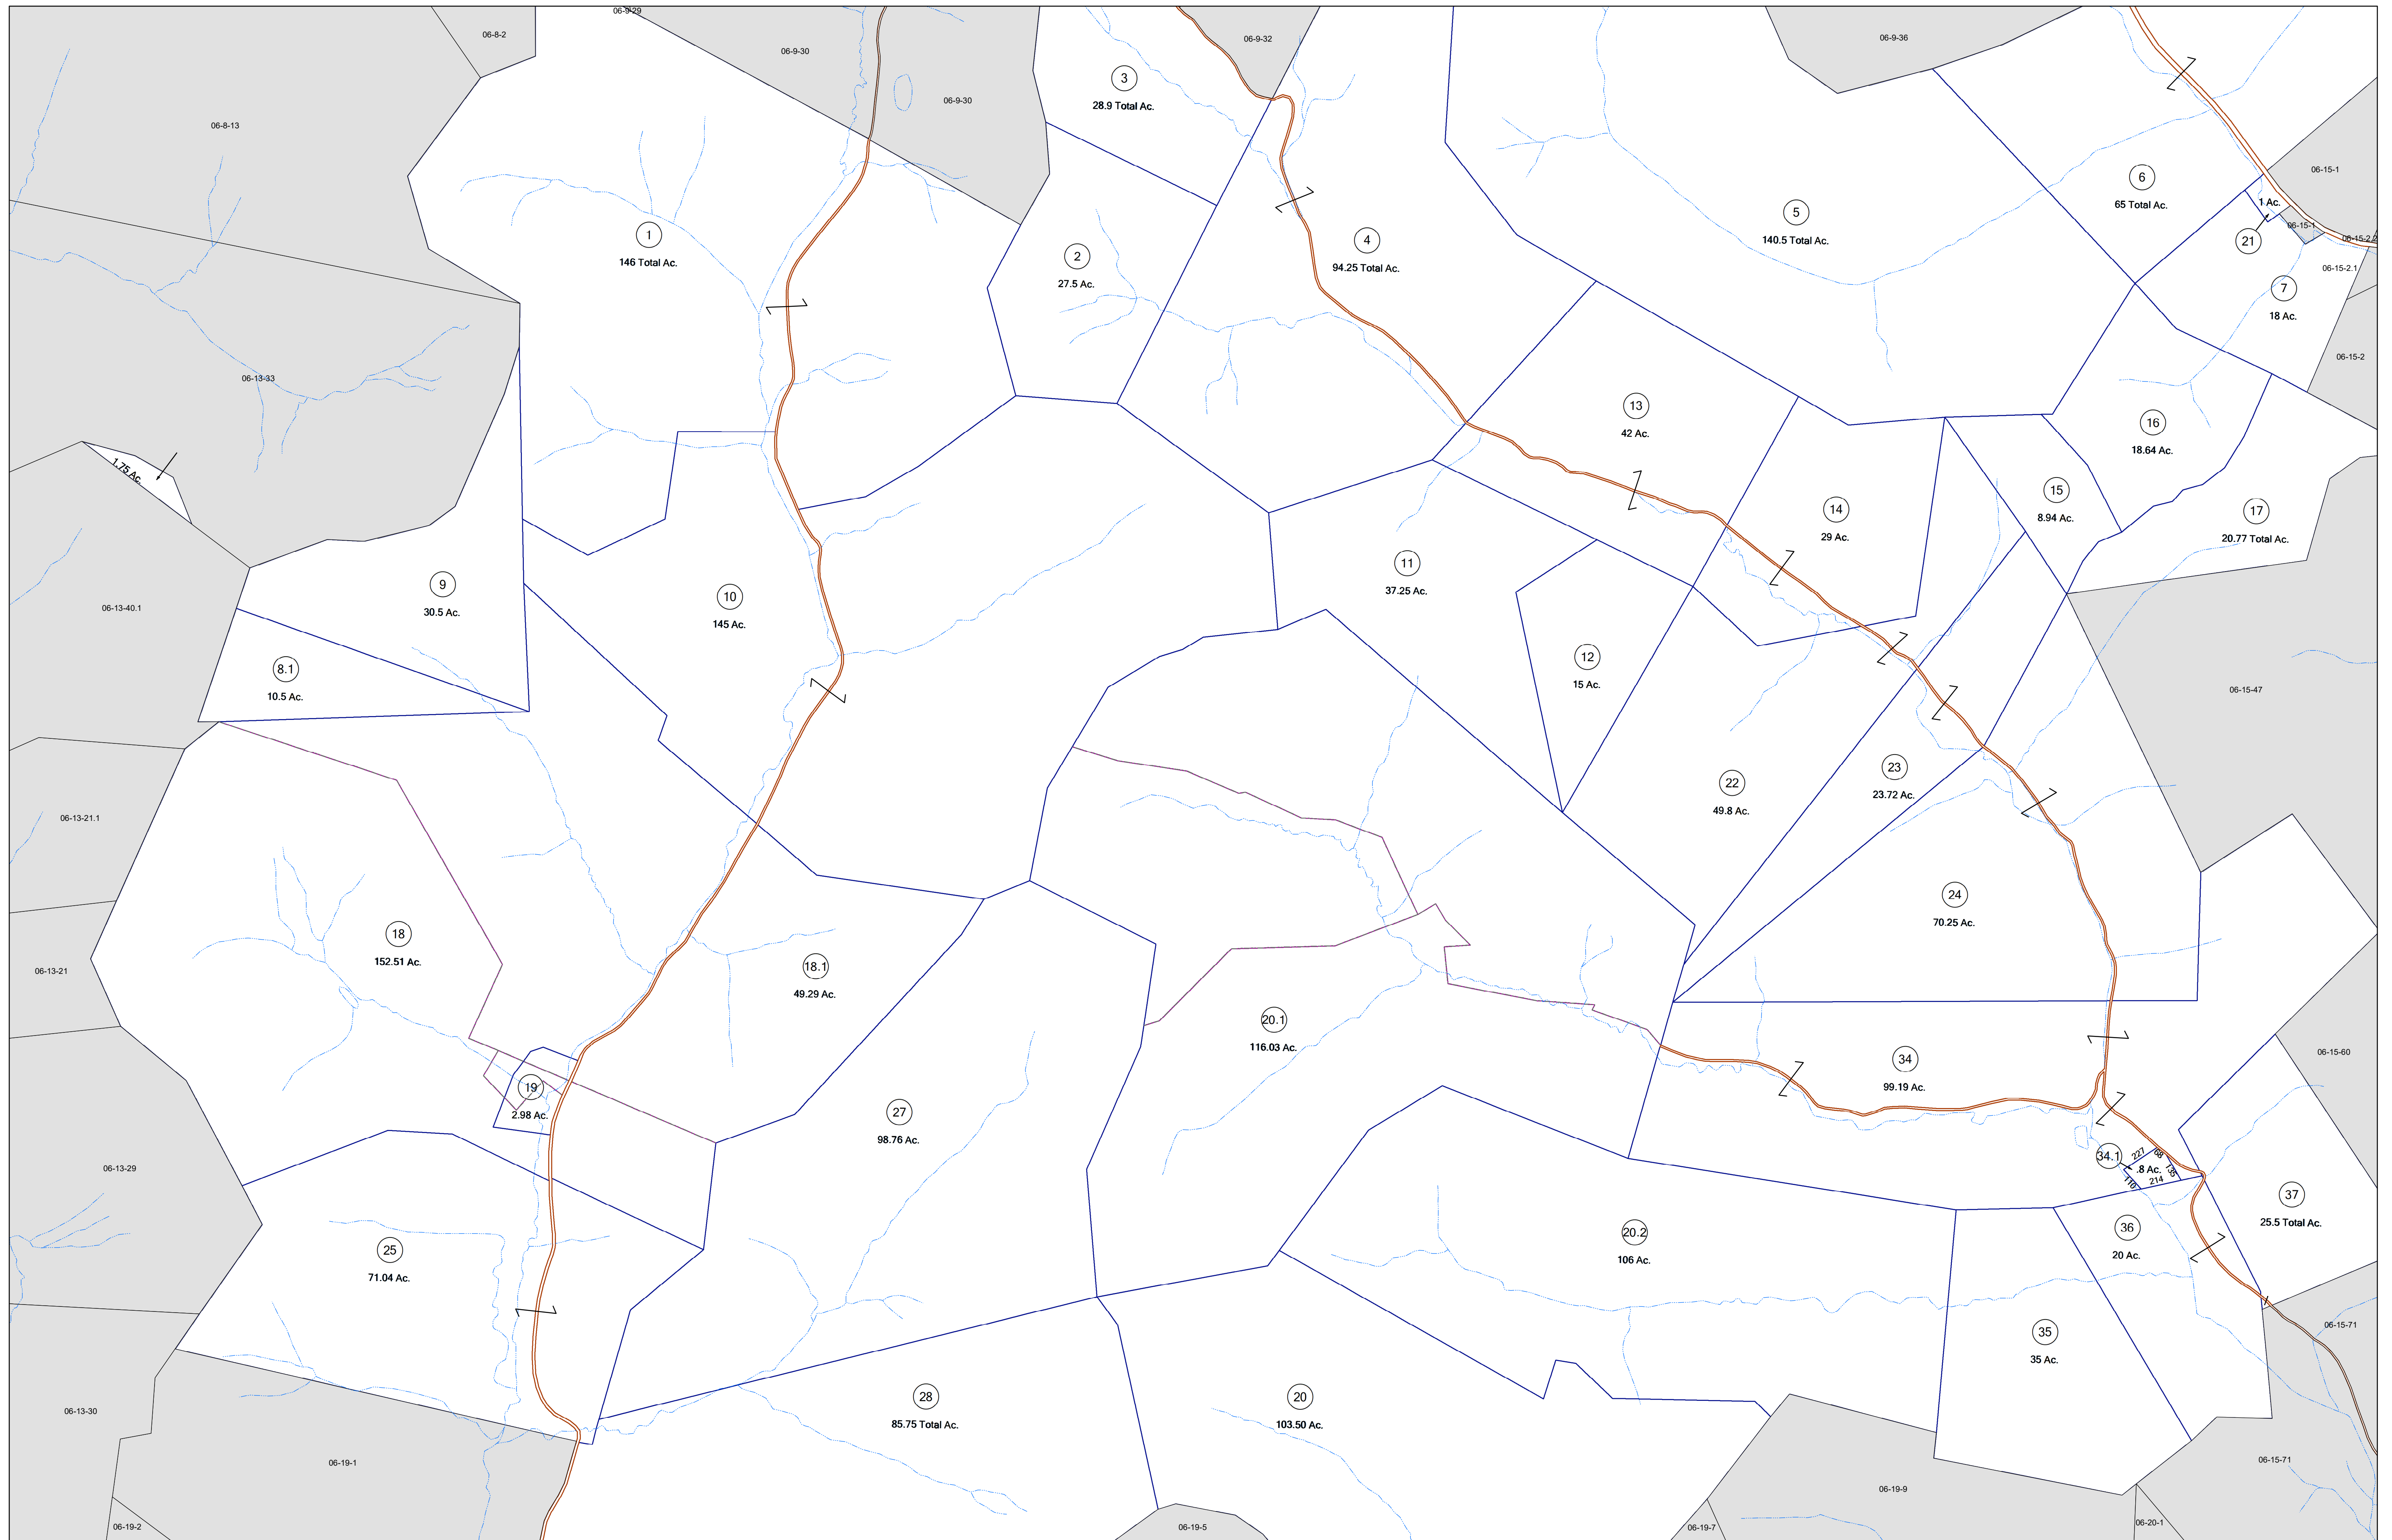 06-9-29
06-8-2
06-9-30
06-9-32
06-9-36
3
28.9 Total Ac.
06-9-30
06-8-13
06-15-1
6
65 Total Ac.
1 Ac.
5
140.5 Total Ac.
06-15-1
1
146 Total Ac.
4
94.25 Total Ac.
21
06-15-2.2
2
27.5 Ac.
06-15-2.1
7
18 Ac.
06-15-2
06-13-33
13
42 Ac.
16
18.64 Ac.
1.75 Ac.
15
8.94 Ac.
14
29 Ac.
17
20.77 Total Ac.
11
37.25 Ac.
9
30.5 Ac.
10
145 Ac.
06-13-40.1
12
15 Ac.
8.1
10.5 Ac.
06-15-47
22
49.8 Ac.
23
23.72 Ac.
06-13-21.1
24
70.25 Ac.
18
152.51 Ac.
18.1
49.29 Ac.
06-13-21
20.1
116.03 Ac.
06-15-60
34
99.19 Ac.
19
2.98 Ac.
27
98.76 Ac.
34.1
227
68
.8 Ac.
135
110
214
06-13-29
37
25.5 Total Ac.
36
20 Ac.
20.2
106 Ac.
25
71.04 Ac.
06-15-71
35
35 Ac.
28
85.75 Total Ac.
20
103.50 Ac.
06-13-30
06-19-1
06-15-71
06-19-9
06-19-2
06-19-5
06-19-7
06-20-1